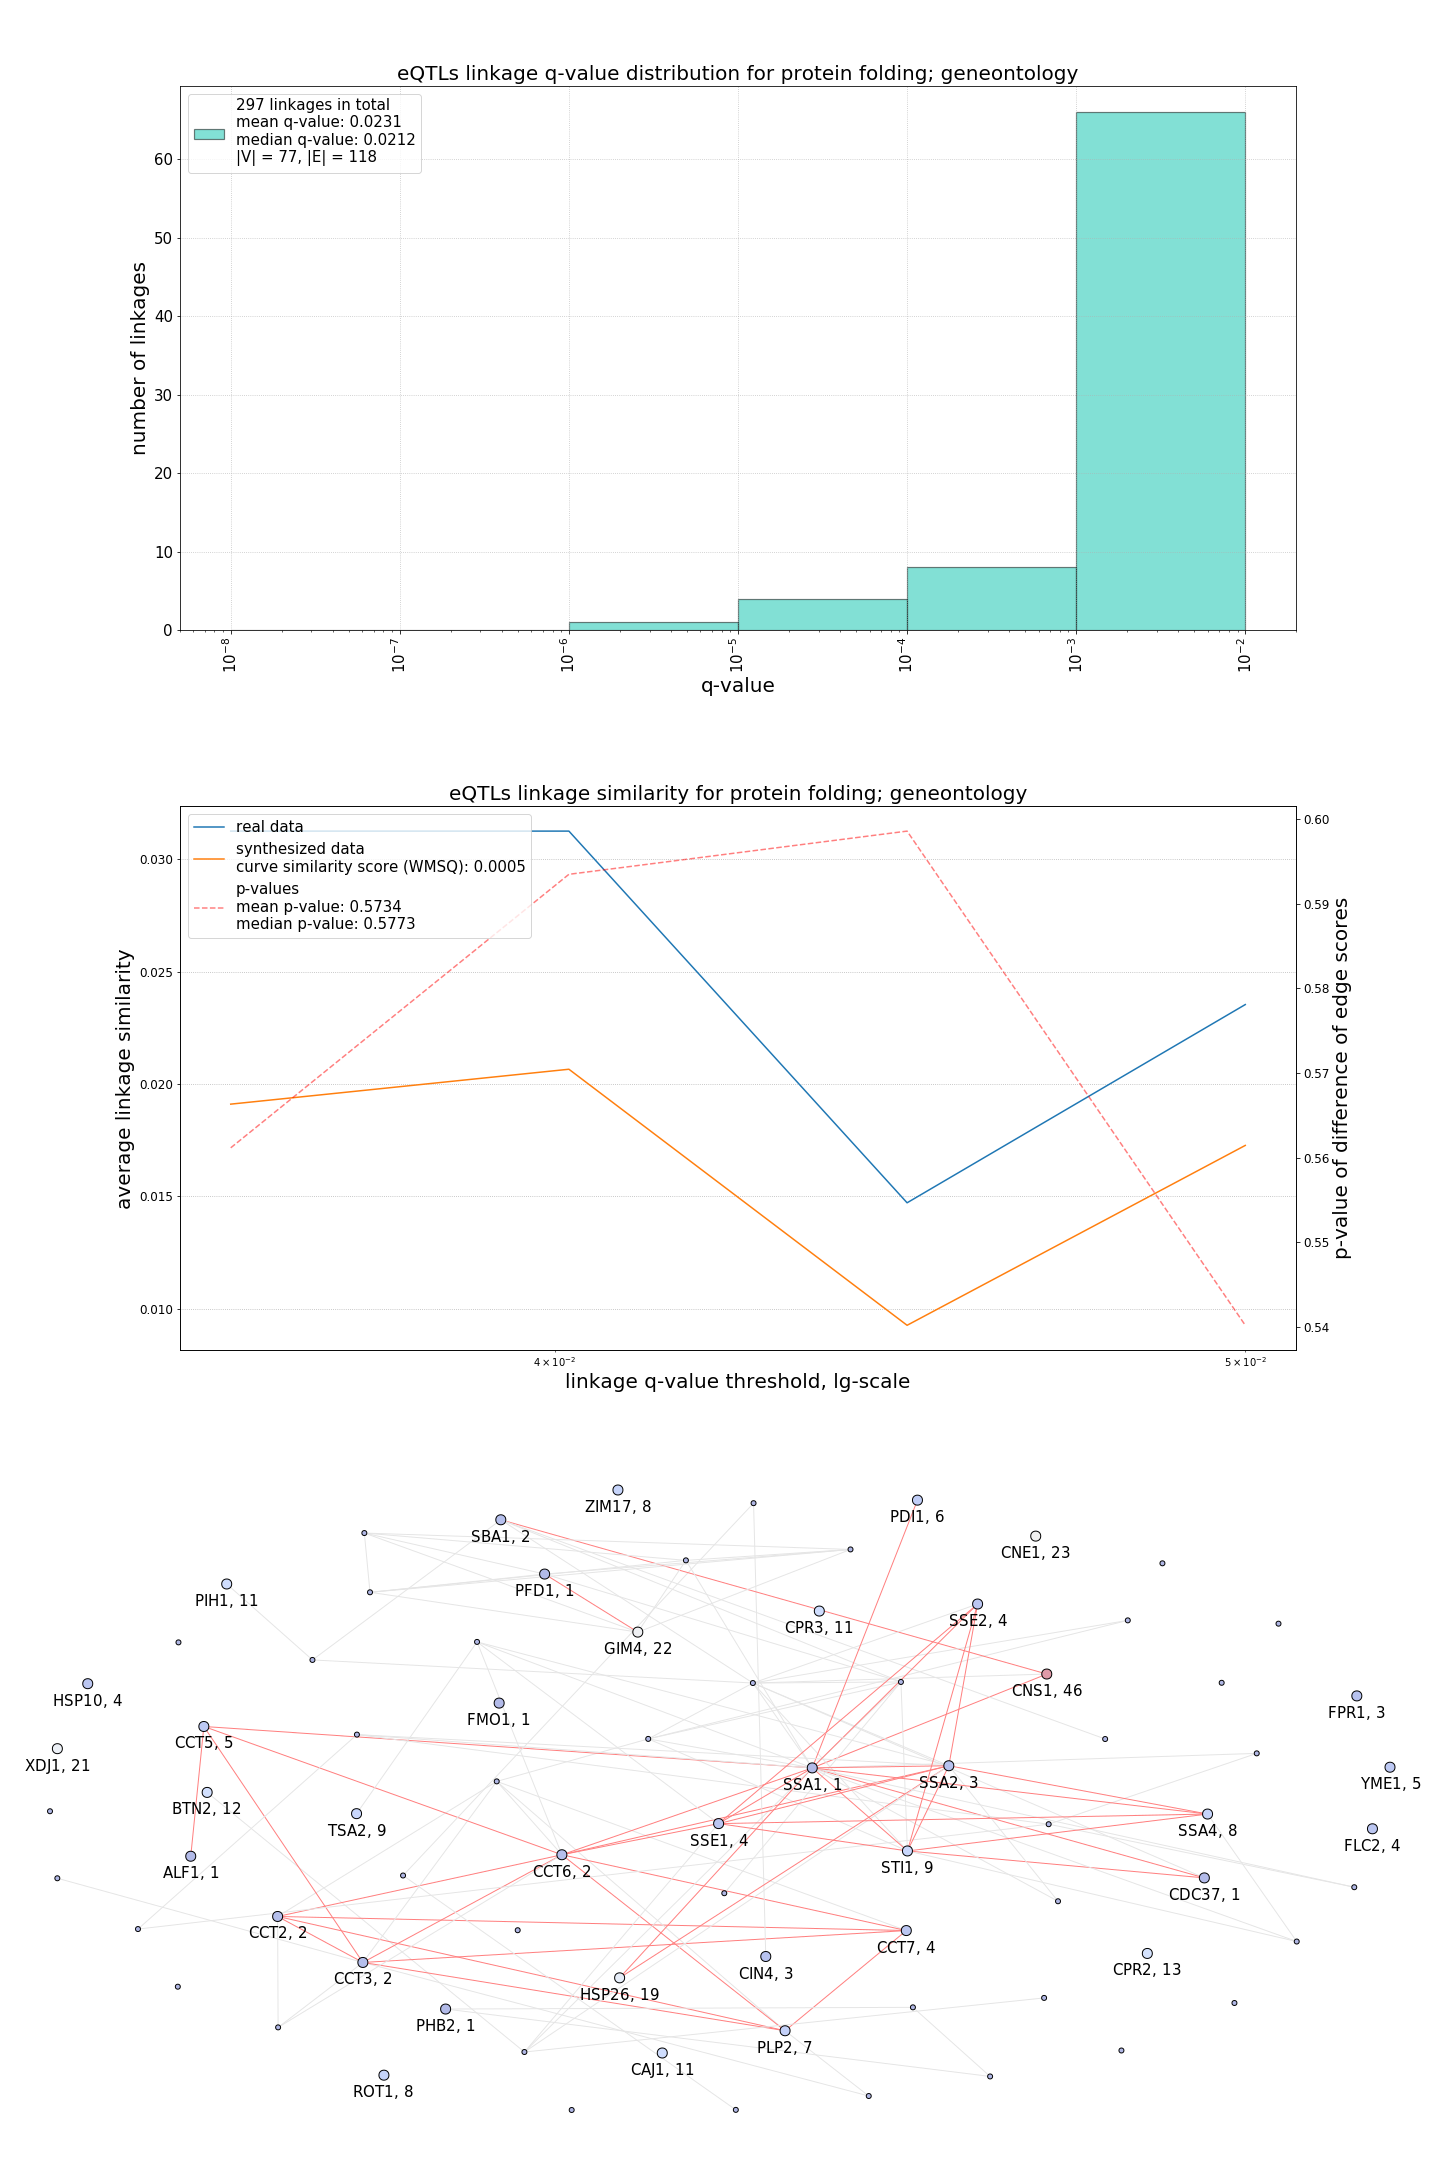 eQTLs linkage q-value distribution for protein folding; geneontology
297 linkages in total
mean q-value: 0.0231
median q-value: 0.0212
|V| = 77, |E| = 118
number of linkages
60
50
40
30
20
10
0
10⁻⁸
10⁻⁷
10⁻⁶
10⁻⁵
10⁻⁴
10⁻³
10⁻²
q-value
eQTLs linkage similarity for protein folding; geneontology
real data
synthesized data
curve similarity score (WMSQ): 0.0005
p-values
mean p-value: 0.5734
median p-value: 0.5773
average linkage similarity
0.030
0.025
0.020
0.015
0.010
0.60
0.59
0.58
0.57
0.56
0.55
0.54
p-value of difference of edge scores
4 × 10⁻²
5 × 10⁻²
linkage q-value threshold, lg-scale
ZIM17, 8
PDI1, 6
SBA1, 2
CNE1, 23
PFD1, 1
PIH1, 11
CPR3, 11
SSE2, 4
GIM4, 22
CNS1, 46
HSP10, 4
FMO1, 1
FPR1, 3
CCT5, 5
XDJ1, 21
SSA1, 1
SSA2, 3
YME1, 5
BTN2, 12
TSA2, 9
SSE1, 4
SSA4, 8
FLC2, 4
ALF1, 1
CCT6, 2
STI1, 9
CDC37, 1
CCT2, 2
CCT7, 4
CCT3, 2
CIN4, 3
CPR2, 13
HSP26, 19
PHB2, 1
PLP2, 7
CAJ1, 11
ROT1, 8